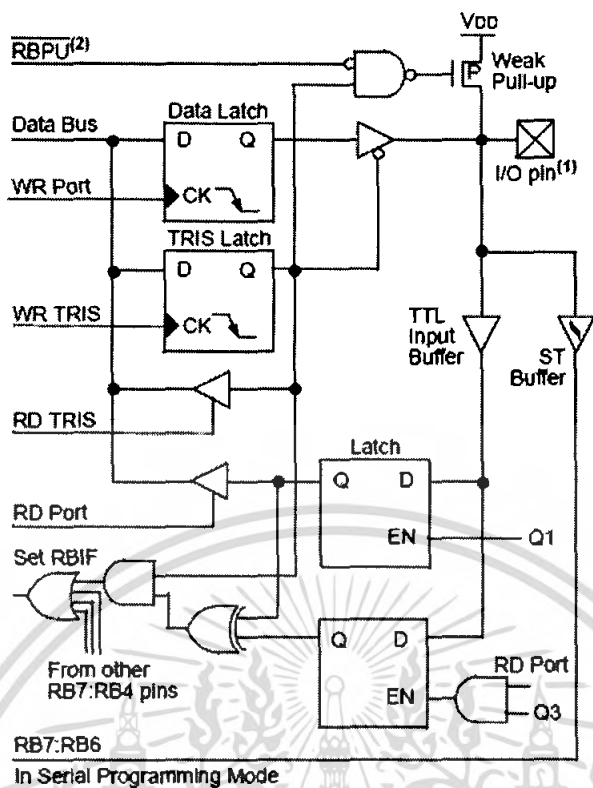 VDD
RBPU(2)
P
Weak
Pull-up
Data Latch
Data Bus
D Q
I/O pin(1)
WR Port
CK
TRIS Latch
D Q
WR TRIS
CK
TTL
Input
Buffer
ST
Buffer
RD TRIS
Latch
Q D
RD Port
EN
Q1
Set RBIF
Q D
From other
RB7:RB4 pins
RD Port
EN
Q3
RB7:RB6
In Serial Programming Mode